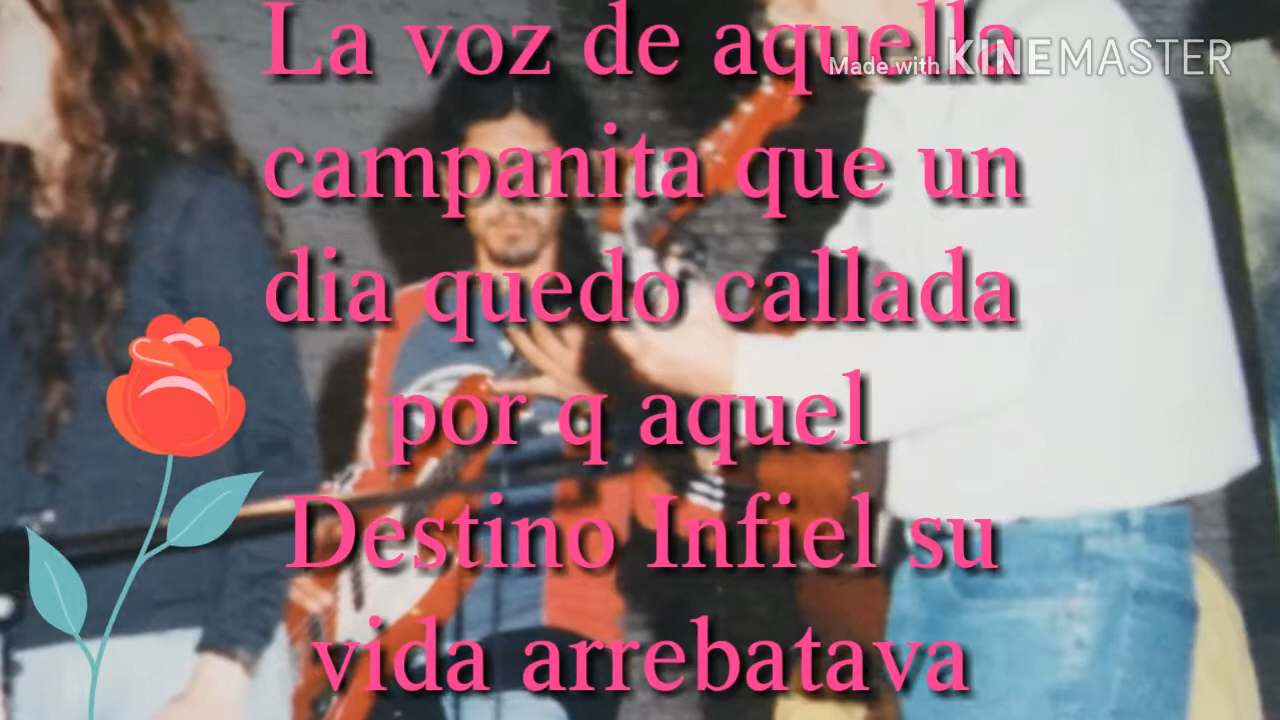 La voz de aquella
Made with KINEMASTER
campanita que un
dia quedo callada
por q aquel
Destino Infiel su
vida arrebatava